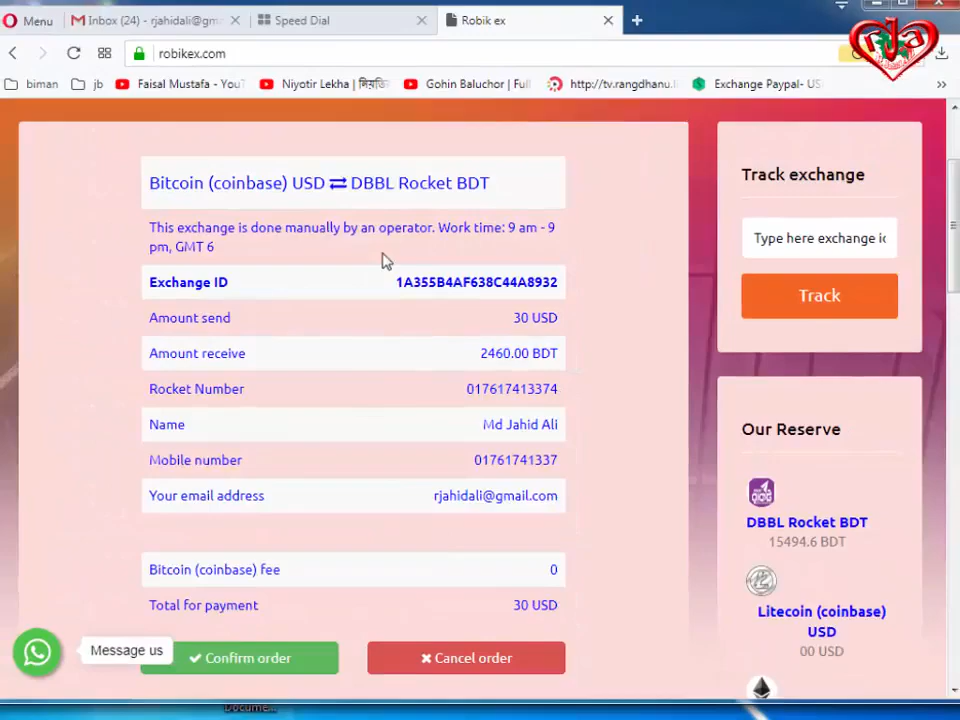 Menu
Inbox (24) - rjahidali@gm
Speed Dial
Robik ex
robikex.com
biman
jb
Faisal Mustafa - You
Niyotir Lekha | নিয়তি
Gohin Baluchor | Full
http://tv.rangdhanu.li
Exchange Paypal- US
»
rja
Bitcoin (coinbase) USD ⇄ DBBL Rocket BDT
This exchange is done manually by an operator. Work time: 9 am - 9
pm, GMT 6
Exchange ID 1A355B4AF638C44A8932
Amount send 30 USD
Amount receive 2460.00 BDT
Rocket Number 017617413374
Name Md Jahid Ali
Mobile number 01761741337
Your email address rjahidali@gmail.com
Bitcoin (coinbase) fee 0
Total for payment 30 USD
Message us
Confirm order
Cancel order
Track exchange
Type here exchange id
Track
Our Reserve
DBBL Rocket BDT
15494.6 BDT
Litecoin (coinbase)
USD
00 USD
Docume...